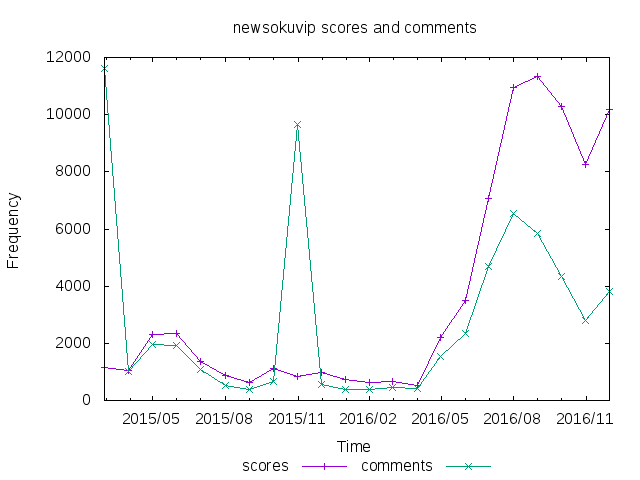 newsokuvip scores and comments
12000
10000
8000
6000
4000
2000
0
Frequency
2015/05 2015/08 2015/11 2016/02 2016/05 2016/08 2016/11
Time
scores comments